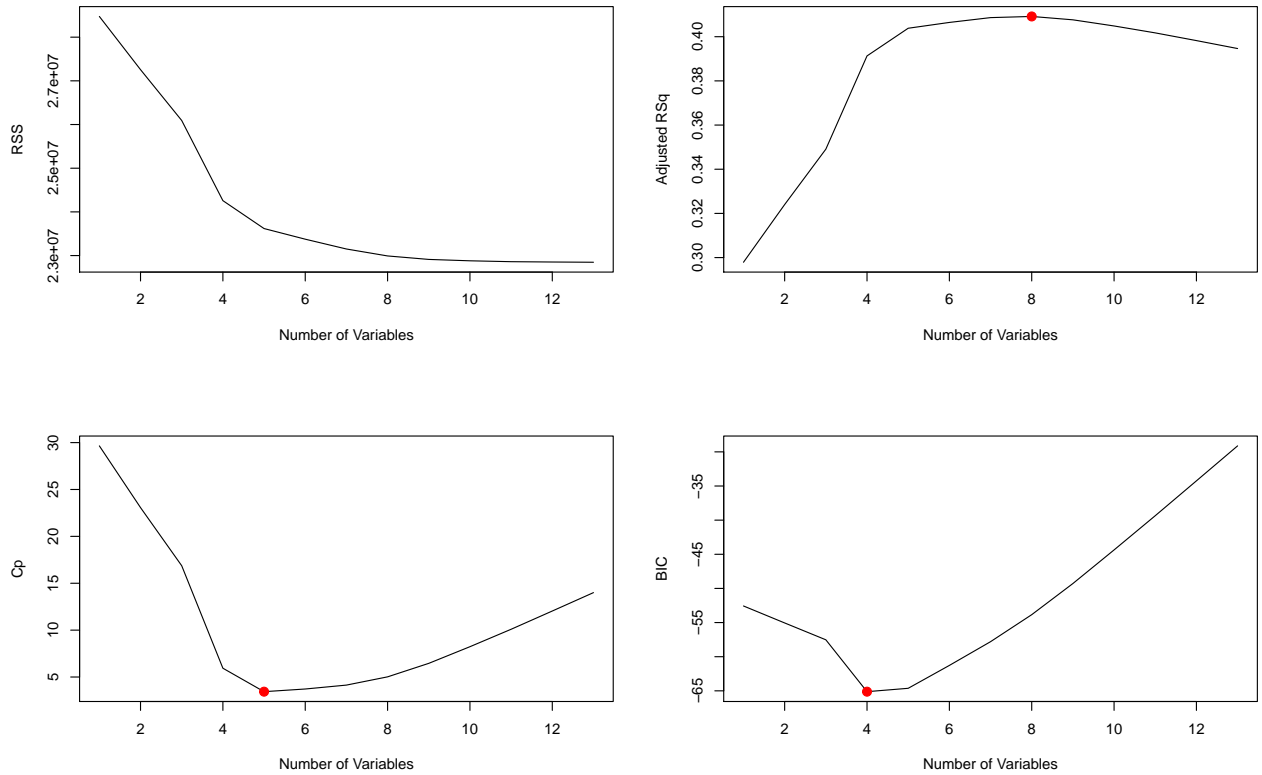 RSS
2.3e+07 2.5e+07 2.7e+07
2 4 6 8 10 12
Number of Variables
Adjusted RSq
0.30 0.32 0.34 0.36 0.38 0.40
2 4 6 8 10 12
Number of Variables
Cp
5 10 15 20 25 30
2 4 6 8 10 12
Number of Variables
BIC
−65 −55 −45 −35
2 4 6 8 10 12
Number of Variables